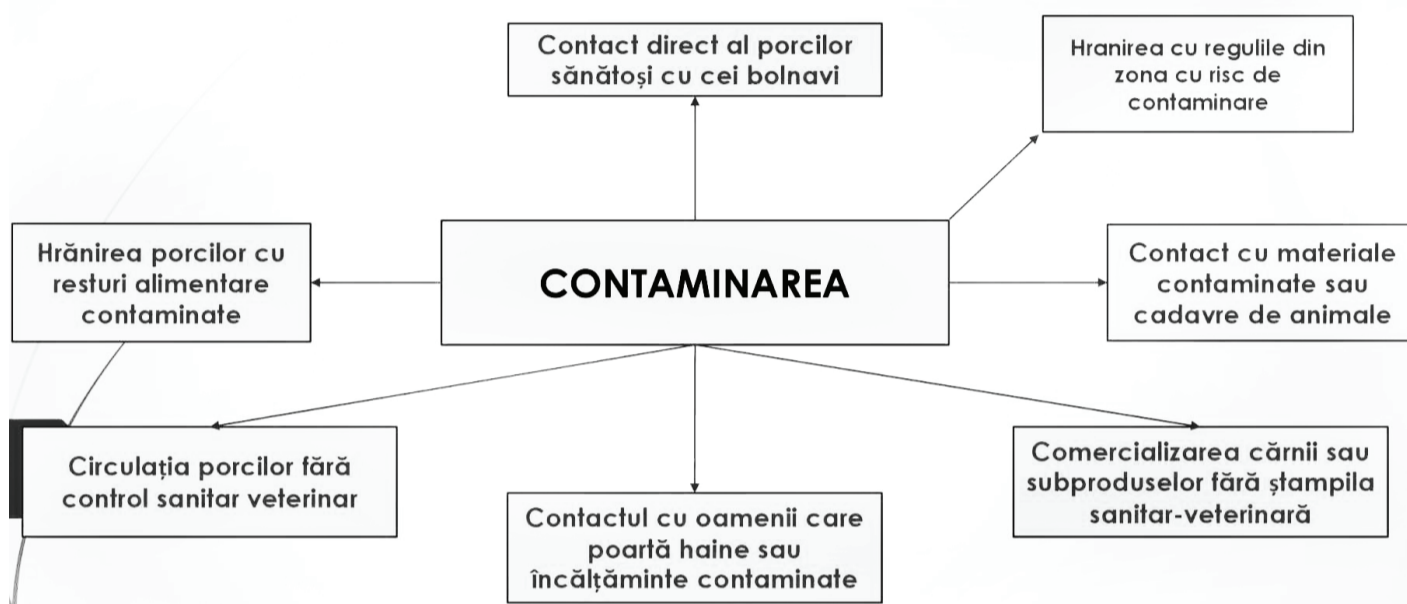 Contact direct al porcilor
sănătoși cu cei bolnavi
Hranirea cu regulile din
zona cu risc de
contaminare
Hrănirea porcilor cu
resturi alimentare
contaminate
CONTAMINAREA
Contact cu materiale
contaminate sau
cadavre de animale
Circulația porcilor fără
control sanitar veterinar
Contactul cu oamenii care
poartă haine sau
încălțăminte contaminate
Comercializarea cărnii sau
subproduselor fără ștampila
sanitar-veterinară